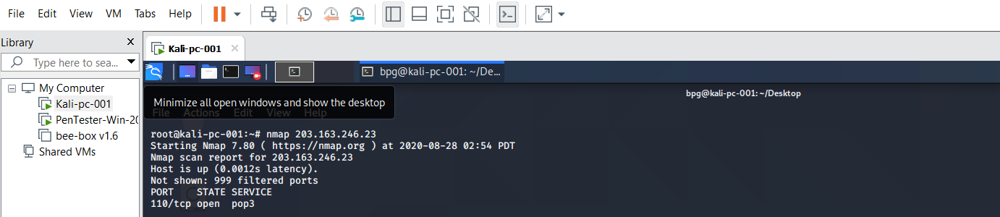 File Edit View VM Tabs Help
Library
Kali-pc-001
Type here to sea...
bpg@kali-pc-001: ~/De...
My Computer
Kali-pc-001
PenTester-Win-20
bee-box v1.6
Shared VMs
Minimize all open windows and show the desktop
bpg@kali-pc-001: ~/Desktop
File Actions Edit View Help
root@kali-pc-001:~# nmap 203.163.246.23
Starting Nmap 7.80 ( https://nmap.org ) at 2020-08-28 02:54 PDT
Nmap scan report for 203.163.246.23
Host is up (0.0012s latency).
Not shown: 999 filtered ports
PORT STATE SERVICE
110/tcp open pop3